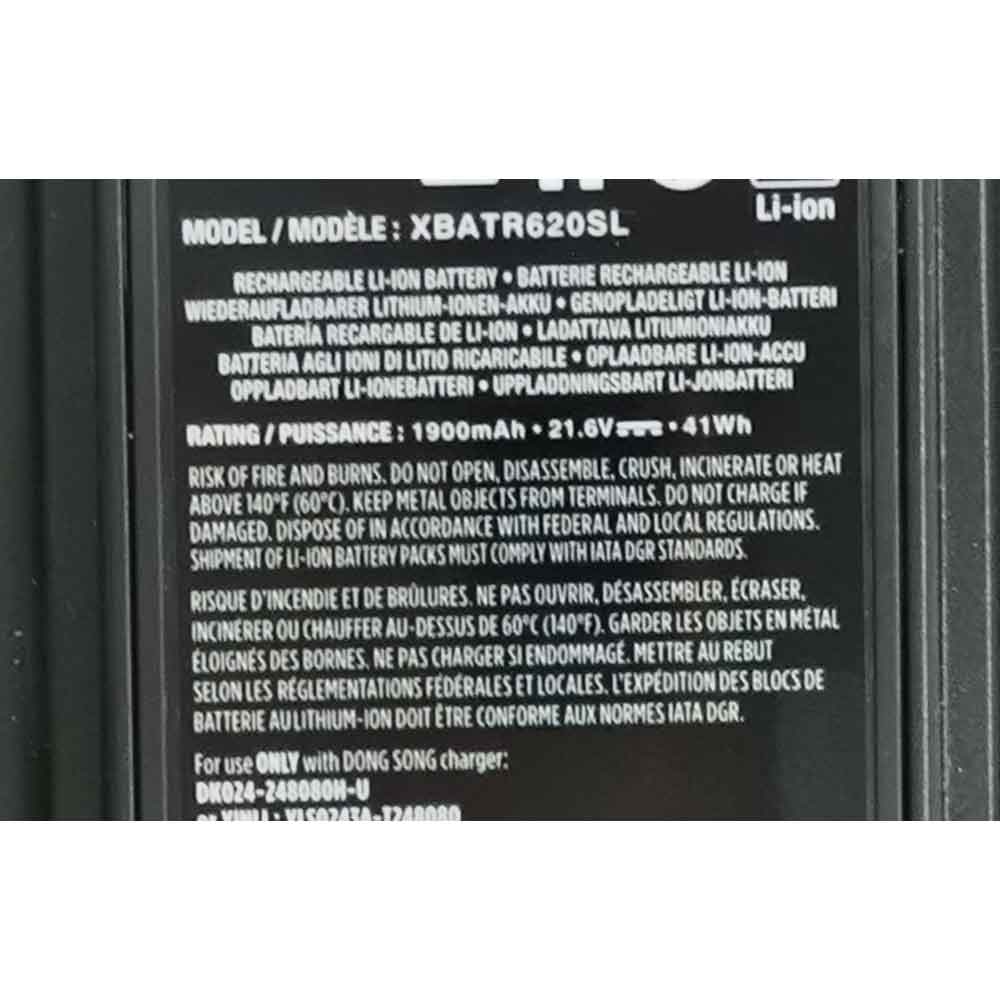 Li-ion
MODEL / MODÈLE : XBATR620SL
RECHARGEABLE LI-ION BATTERY • BATTERIE RECHARGEABLE LI-ION
WIEDERAUFLADBARER LITHIUM-IONEN-AKKU • GENOPLADELIGT LI-ION-BATTERI
BATERÍA RECARGABLE DE LI-ION • LADATTAVA LITIUMIONIAKKU
BATTERIA AGLI IONI DI LITIO RICARICABILE • OPLAADBARE LI-ION-ACCU
OPPLADBART LI-IONEBATTERI • UPPLADDNINGSBART LI-JONBATTERI
RATING / PUISSANCE : 1900mAh • 21.6V⎓ • 41Wh
RISK OF FIRE AND BURNS. DO NOT OPEN, DISASSEMBLE, CRUSH, INCINERATE OR HEAT
ABOVE 140°F (60°C). KEEP METAL OBJECTS FROM TERMINALS. DO NOT CHARGE IF
DAMAGED. DISPOSE OF IN ACCORDANCE WITH FEDERAL AND LOCAL REGULATIONS.
SHIPMENT OF LI-ION BATTERY PACKS MUST COMPLY WITH IATA DGR STANDARDS.
RISQUE D'INCENDIE ET DE BRÛLURES. NE PAS OUVRIR, DÉSASSEMBLER, ÉCRASER,
INCINÉRER OU CHAUFFER AU-DESSUS DE 60°C (140°F). GARDER LES OBJETS EN MÉTAL
ÉLOIGNÉS DES BORNES. NE PAS CHARGER SI ENDOMMAGÉ. METTRE AU REBUT
SELON LES RÉGLEMENTATIONS FÉDÉRALES ET LOCALES. L'EXPÉDITION DES BLOCS DE
BATTERIE AU LITHIUM-ION DOIT ÊTRE CONFORME AUX NORMES IATA DGR.
For use ONLY with DONG SONG charger:
DK024-248080H-U
or YINLI : YLS0243A-T248080